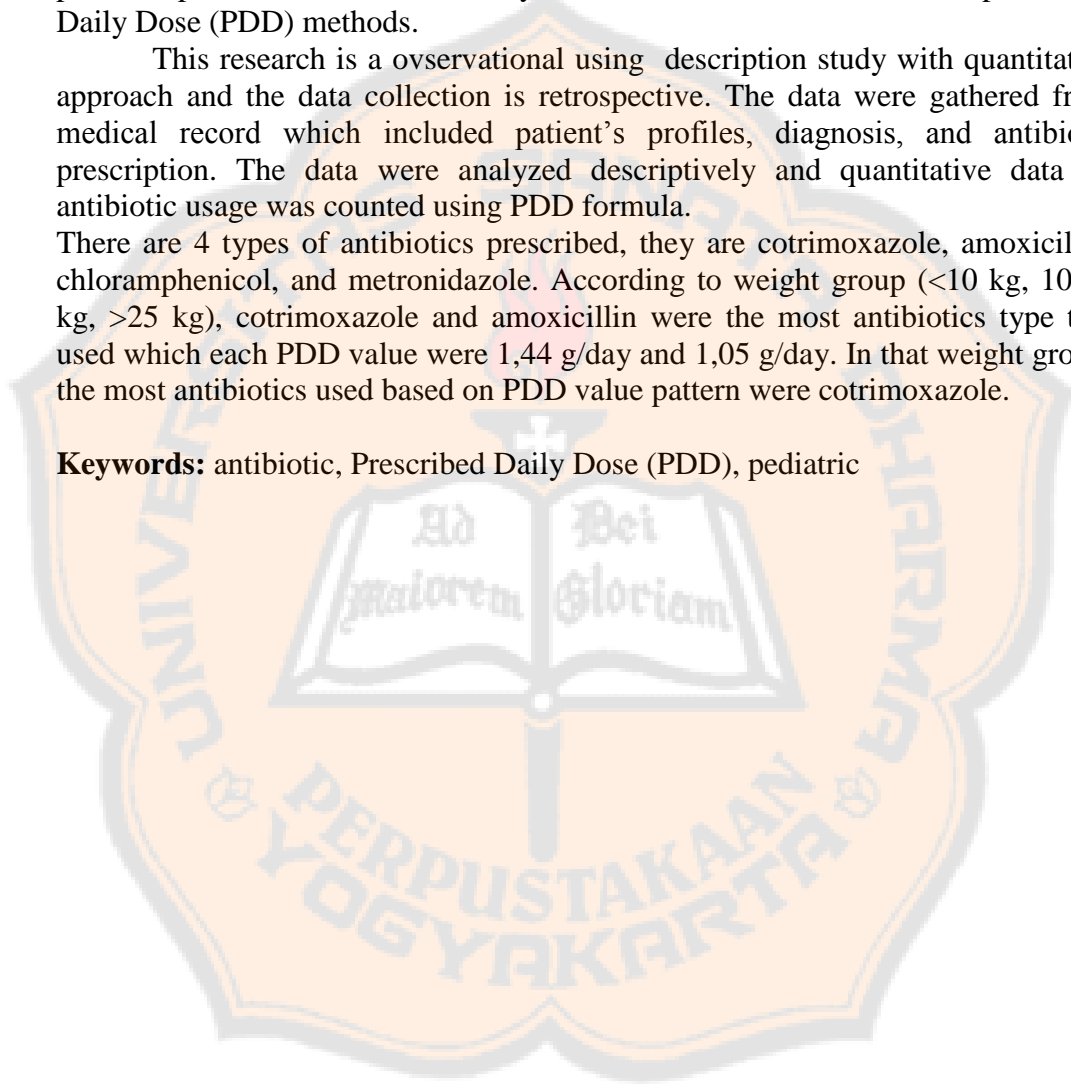 Daily Dose (PDD) methods.
This research is a ovservational using description study with quantitat
approach and the data collection is retrospective. The data were gathered fr
medical record which included patient's profiles, diagnosis, and antibio
prescription. The data were analyzed descriptively and quantitative data
antibiotic usage was counted using PDD formula.
There are 4 types of antibiotics prescribed, they are cotrimoxazole, amoxicil
chloramphenicol, and metronidazole. According to weight group (<10 kg, 10
kg, >25 kg), cotrimoxazole and amoxicillin were the most antibiotics type t
used which each PDD value were 1,44 g/day and 1,05 g/day. In that weight gro
the most antibiotics used based on PDD value pattern were cotrimoxazole.
Keywords: antibiotic, Prescribed Daily Dose (PDD), pediatric
UNIVERSITAS SANATA DHARMA
Ad Dei
Maiorem Gloriam
PERPUSTAKAAN
YOGYAKARTA